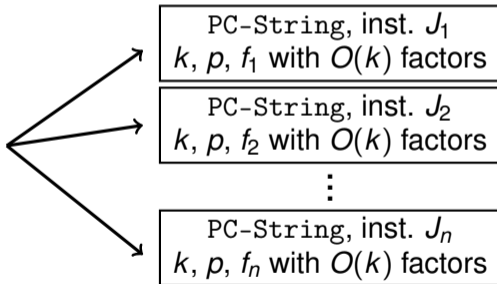 PC-String, inst. J₁
k, p, f₁ with O(k) factors
PC-String, inst. J₂
k, p, f₂ with O(k) factors
⋮
PC-String, inst. Jₙ
k, p, fₙ with O(k) factors